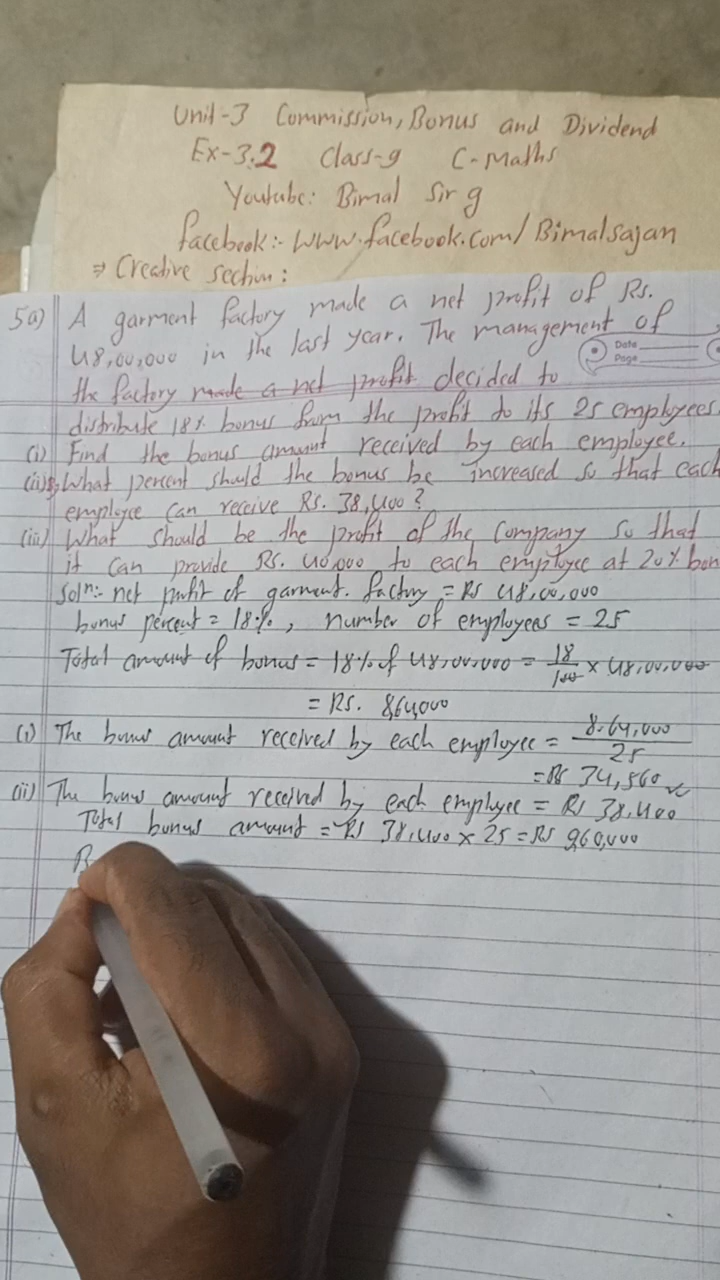 Unit-3 Commission, Bonus and Dividend
Ex-3.2 Class-9 C-Maths
Youtube: Bimal Sir g
facebook:- www.facebook.com/Bimalsajan
⇒ Creative section:
5a) A garment factory made a net profit of Rs.
48,00,000 in the last year. The management of
Date
Page
the factory made a net profit decided to
distribute 18% bonus from the profit to its 25 employees.
(i) Find the bonus amount received by each employee.
(ii) What percent should the bonus be increased so that each
employee can receive Rs. 38,400?
(iii) What should be the profit of the company so that
it can provide Rs. 40,000 to each employee at 20% bon
Soln:- net profit of garment. factory = Rs 48,00,000
bonus percent = 18%, number of employees = 25
Total amount of bonus = 18% of 48,00,000 = 18/100 × 48,00,000
= Rs. 864,000
(i) The bonus amount received by each employee = 8,64,000/25
= Rs 34,560
(ii) The bonus amount received by each employee = Rs 38,400
Total bonus amount = Rs 38,400 × 25 = Rs 960,000
B